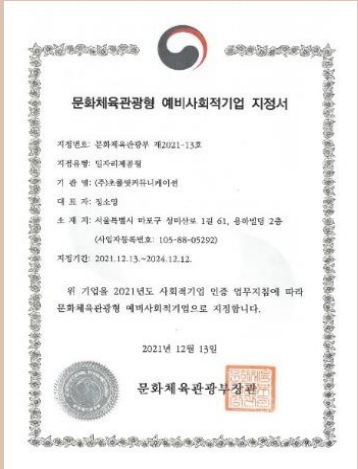 문화체육관광형 예비사회적기업 지정서
지정번호: 문화체육관광부 제2021-13호
지정유형: 일자리제공형
기 관 명: (주)초콜릿커뮤니케이션
대 표 자: 정소영
소 재 지: 서울특별시 마포구 성미산로 1길 61, 용하빌딩 2층
(사업자등록번호: 105-88-05292)
지정기간: 2021.12.13.~2024.12.12.
위 기업을 2021년도 사회적기업 인증 업무지침에 따라
문화체육관광형 예비사회적기업으로 지정합니다.
2021년 12월 13일
문화체육관광부장관